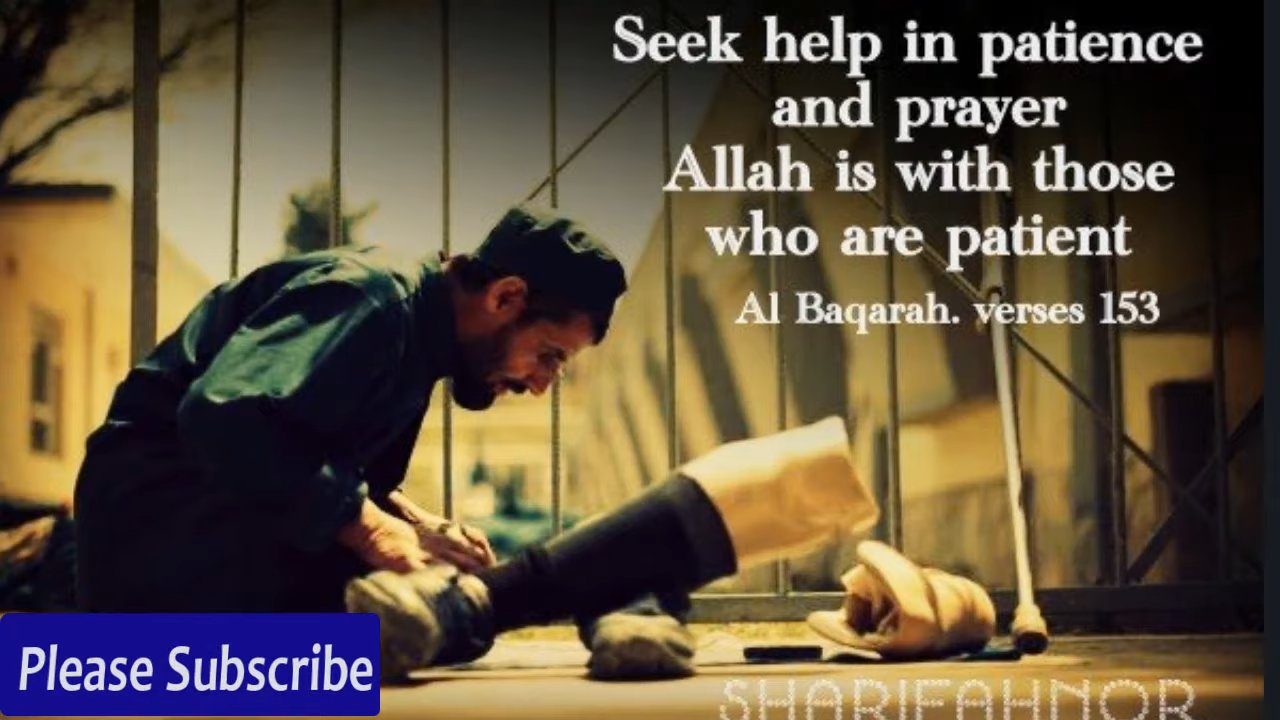 Seek help in patience
and prayer
Allah is with those
who are patient
Al Baqarah. verses 153
Please Subscribe
SHARIFAHNOR